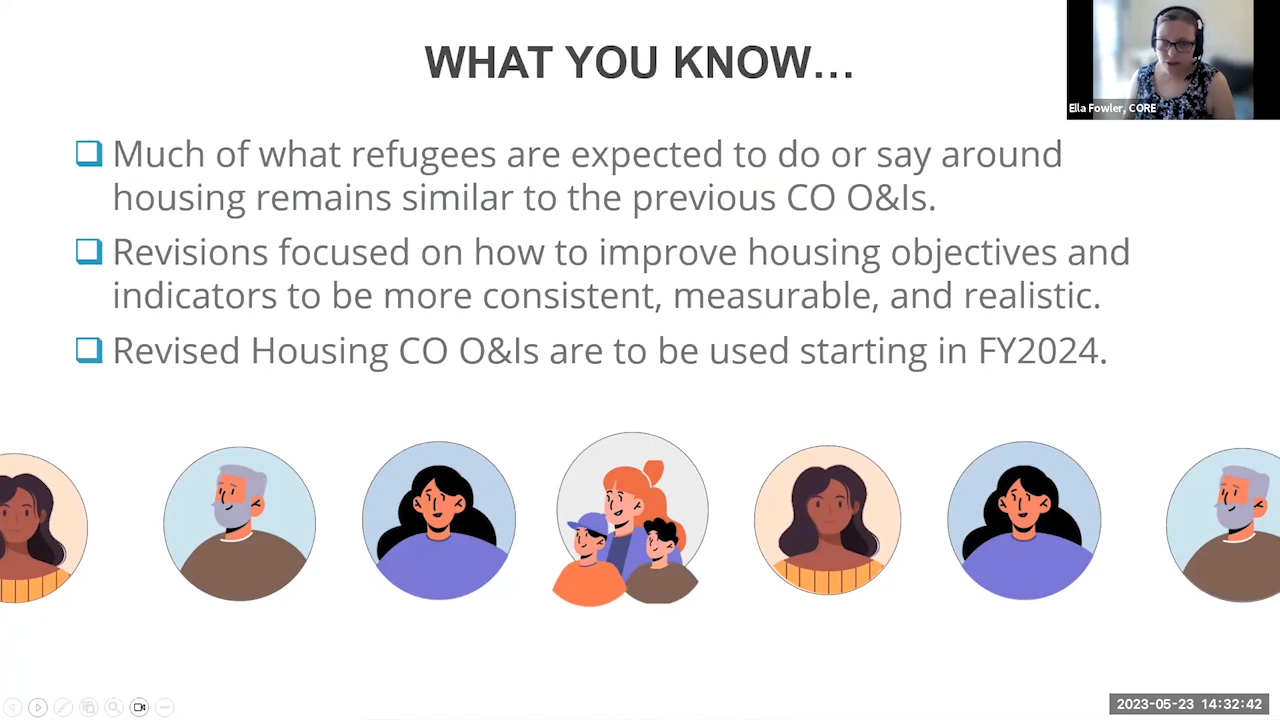 WHAT YOU KNOW…
Ella Fowler, CORE
Much of what refugees are expected to do or say around
housing remains similar to the previous CO O&Is.
Revisions focused on how to improve housing objectives and
indicators to be more consistent, measurable, and realistic.
Revised Housing CO O&Is are to be used starting in FY2024.
2023-05-23 14:32:42